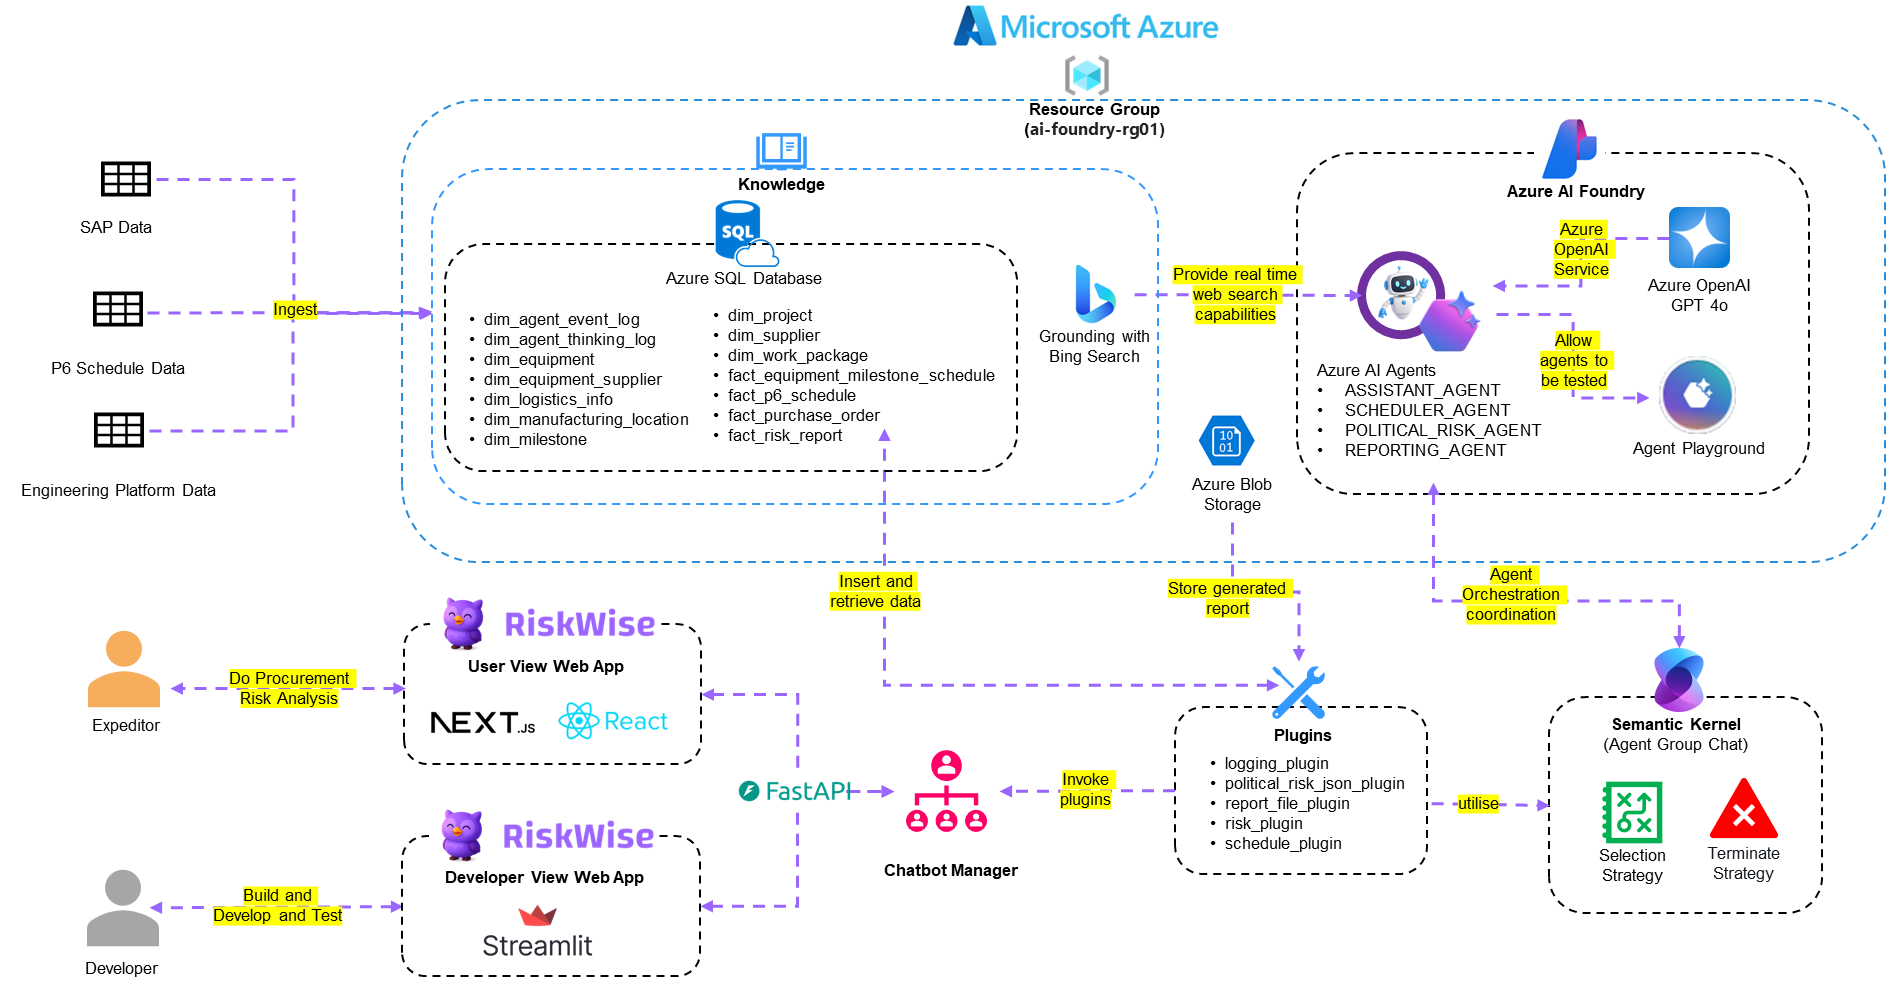 Microsoft Azure
Resource Group
(ai-foundry-rg01)
SAP Data
P6 Schedule Data
Engineering Platform Data
Ingest
Knowledge
SQL
Azure SQL Database
• dim_agent_event_log
• dim_agent_thinking_log
• dim_equipment
• dim_equipment_supplier
• dim_logistics_info
• dim_manufacturing_location
• dim_milestone
• dim_project
• dim_supplier
• dim_work_package
• fact_equipment_milestone_schedule
• fact_p6_schedule
• fact_purchase_order
• fact_risk_report
Grounding with
Bing Search
Provide real time
web search
capabilities
10
01
Azure Blob
Storage
Azure AI Foundry
Azure
OpenAI
Service
Azure OpenAI
GPT 4o
Allow
agents to
be tested
Agent Playground
Azure AI Agents
• ASSISTANT_AGENT
• SCHEDULER_AGENT
• POLITICAL_RISK_AGENT
• REPORTING_AGENT
Insert and
retrieve data
Store generated
report
Agent
Orchestration
coordination
Expeditor
Do Procurement
Risk Analysis
RiskWise
User View Web App
NEXT.JS
React
Developer
Build and
Develop and Test
RiskWise
Developer View Web App
Streamlit
FastAPI
Chatbot Manager
Invoke
plugins
Plugins
• logging_plugin
• political_risk_json_plugin
• report_file_plugin
• risk_plugin
• schedule_plugin
utilise
Semantic Kernel
(Agent Group Chat)
Selection
Strategy
Terminate
Strategy